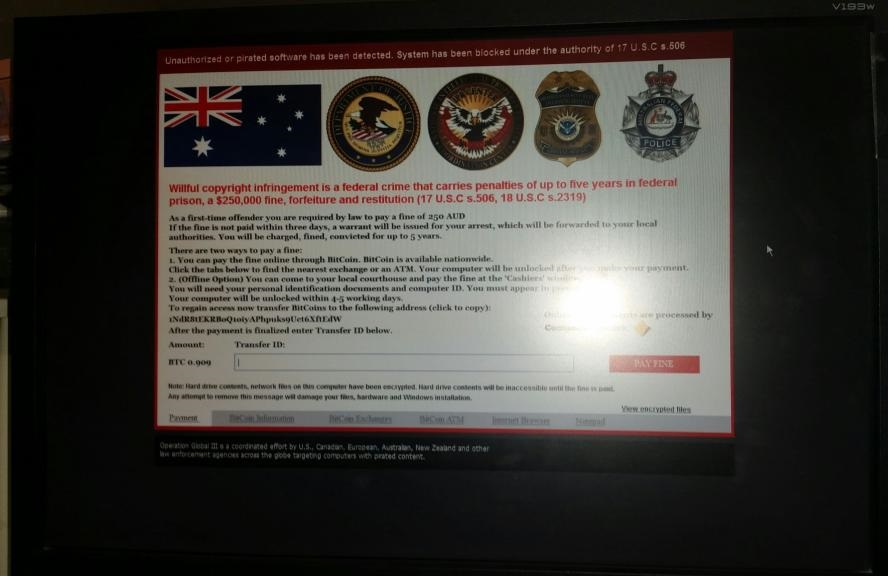 V193w
Unauthorized or pirated software has been detected. System has been blocked under the authority of 17 U.S.C s.506
POLICE
Willful copyright infringement is a federal crime that carries penalties of up to five years in federal
prison, a $250,000 fine, forfeiture and restitution (17 U.S.C s.506, 18 U.S.C s.2319)
As a first-time offender you are required by law to pay a fine of 250 AUD
If the fine is not paid within three days, a warrant will be issued for your arrest, which will be forwarded to your local
authorities. You will be charged, fined, convicted for up to 5 years.
There are two ways to pay a fine:
1. You can pay the fine online through BitCoin. BitCoin is available nationwide.
Click the tabs below to find the nearest exchange or an ATM. Your computer will be unlocked after you make your payment.
2. (Offline Option) You can come to your local courthouse and pay the fine at the 'Cashiers' window.
You will need your personal identification documents and computer ID. You must appear in
Your computer will be unlocked within 4-5 working days.
To regain access now transfer BitCoins to the following address (click to copy):
are processed by
After the payment is finalized enter Transfer ID below.
Amount: Transfer ID:
BTC 0.909
PAY FINE
Note: Hard drive contents, network files on this computer have been encrypted. Hard drive contents will be inaccessible until the fine is paid.
Any attempt to remove this message will damage your files, hardware and Windows installation.
View encrypted files
Payment BitCoin Information BitCoin Exchanges BitCoin ATM Internet Browser Notepad
Operation Global III is a coordinated effort by U.S., Canadian, European, Australian, New Zealand and other
law enforcement agencies across the globe targeting computers with pirated content.